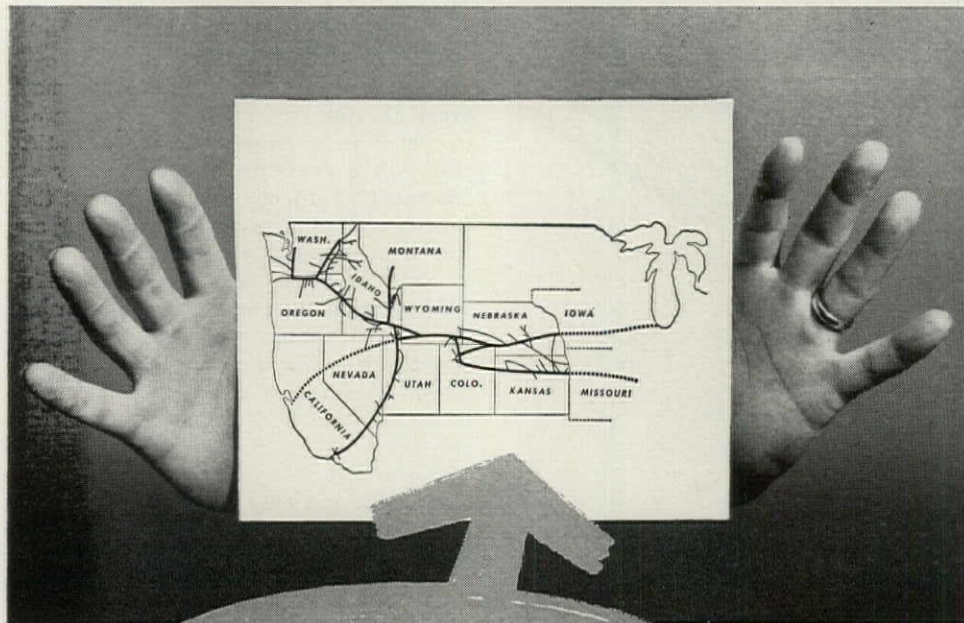 WASH.
MONTANA
IDAHO
OREGON
WYOMING
NEBRASKA
IOWA
NEVADA
UTAH
COLO.
KANSAS
MISSOURI
CALIFORNIA